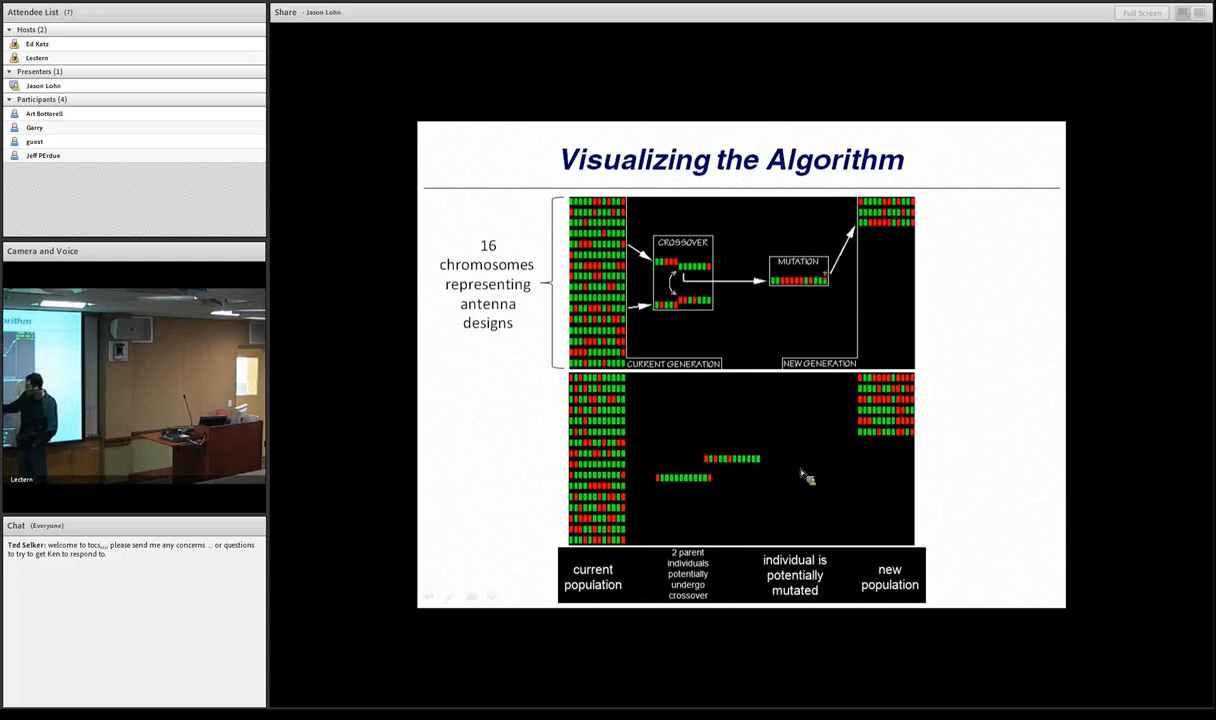 Attendee List (7)
Hosts (2)
Ed Katz
Lectern
Presenters (1)
Jason Lohn
Participants (4)
Art Botterell
Garry
guest
Jeff PErdue
Camera and Voice
orithm
Lectern
Chat (Everyone)
Ted Selker: welcome to tocs,,,, please send me any concerns ... or questions
to try to get Ken to respond to.
Share - Jason Lohn
Full Screen
Visualizing the Algorithm
16
chromosomes
representing
antenna
designs
CROSSOVER
MUTATION
CURRENT GENERATION
NEW GENERATION
current
population
2 parent
individuals
potentially
undergo
crossover
individual is
potentially
mutated
new
population